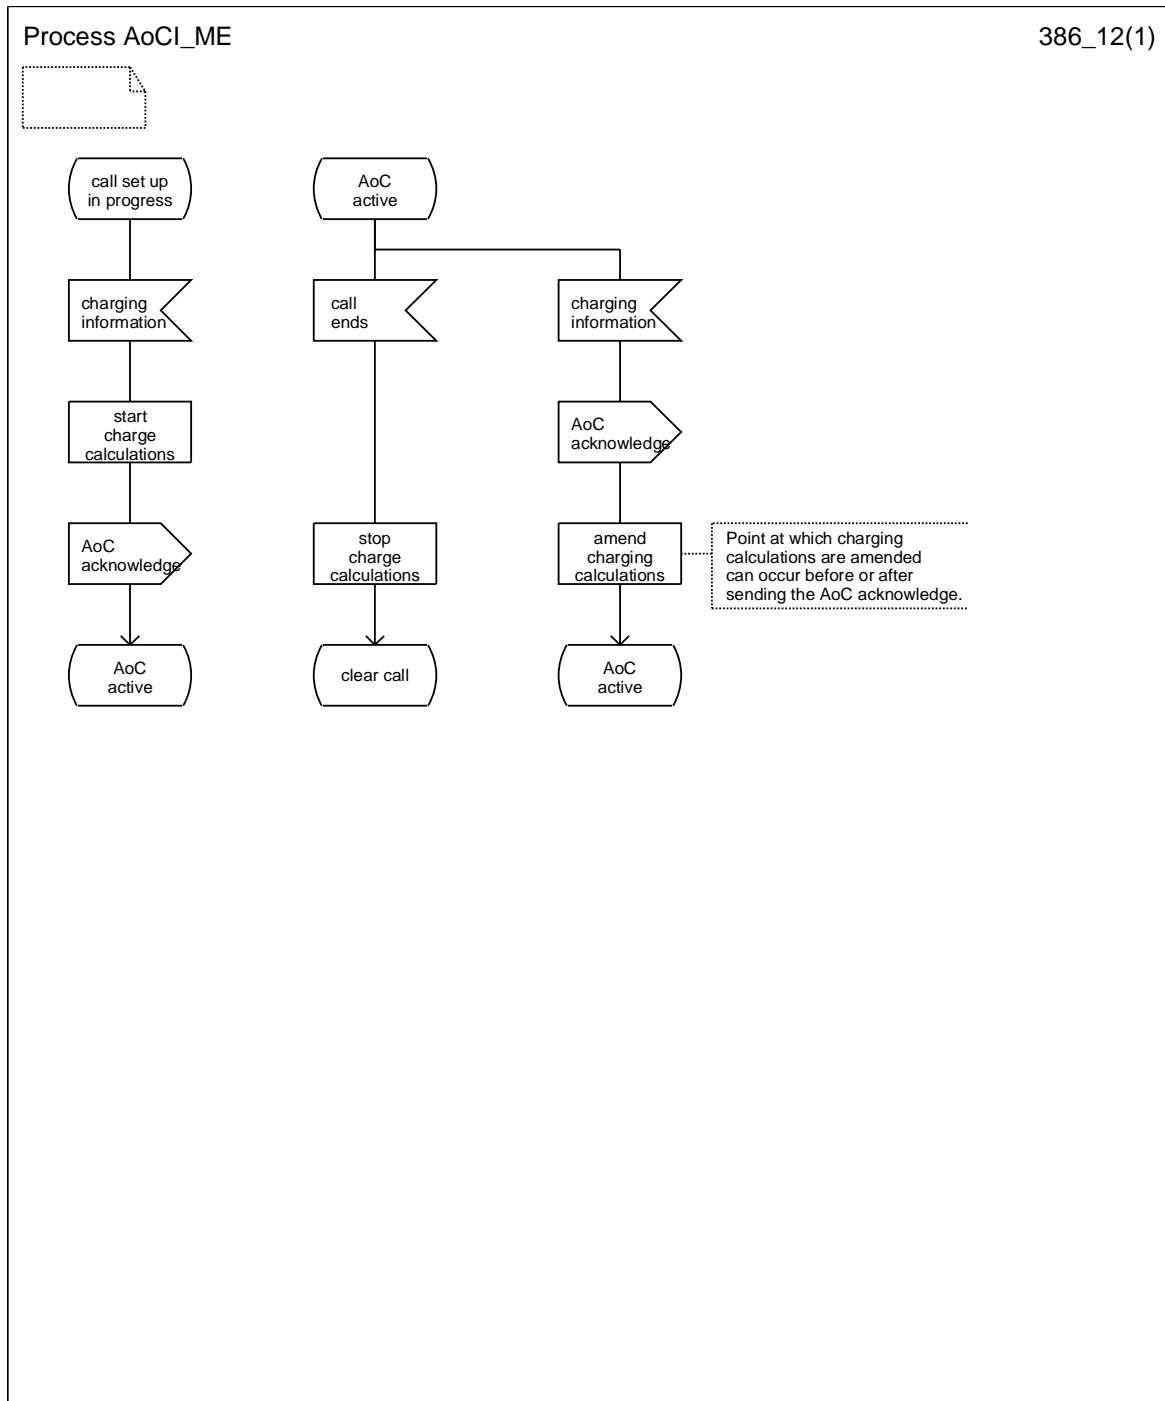 Process AoCI_ME
386_12(1)
call set up
in progress
charging
information
start
charge
calculations
AoC
acknowledge
AoC
active
AoC
active
call
ends
stop
charge
calculations
clear call
charging
information
AoC
acknowledge
amend
charging
calculations
Point at which charging
calculations are amended
can occur before or after
sending the AoC acknowledge.
AoC
active